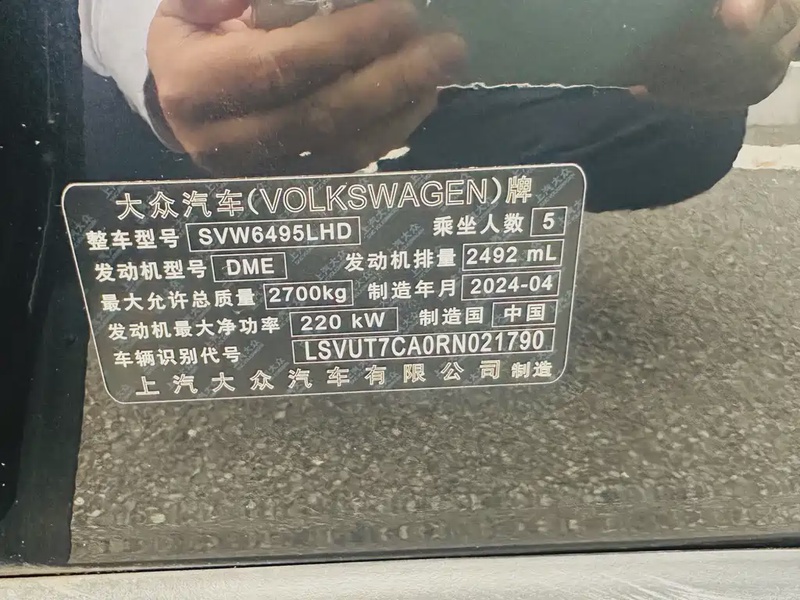 大众汽车(VOLKSWAGEN)牌
整车型号 SVW6495LHD 乘坐人数 5
发动机型号 DME 发动机排量 2492 mL
最大允许总质量 2700kg 制造年月 2024-04
发动机最大净功率 220 kW 制造国 中国
车辆识别代号 LSVUT7CA0RN021790
上汽大众汽车有限公司 制造